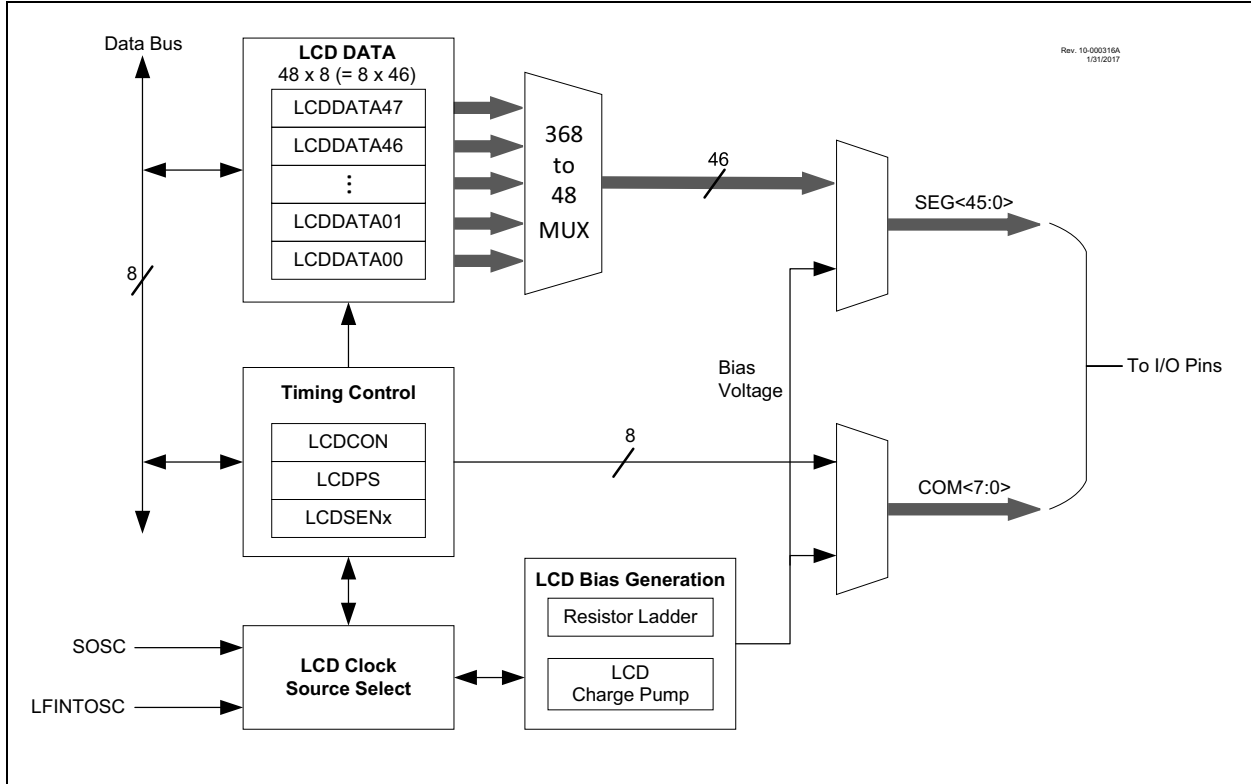 Data Bus
LCD DATA
48 x 8 (= 8 x 46)
Rev. 10-000316A
1/31/2017
LCDDATA47
LCDDATA46
⋮
LCDDATA01
LCDDATA00
368
to
48
MUX
46
SEG<45:0>
8
Timing Control
LCDCON
LCDPS
LCDSENx
8
Bias
Voltage
To I/O Pins
COM<7:0>
LCD Bias Generation
Resistor Ladder
LCD
Charge Pump
SOSC
LFINTOSC
LCD Clock
Source Select